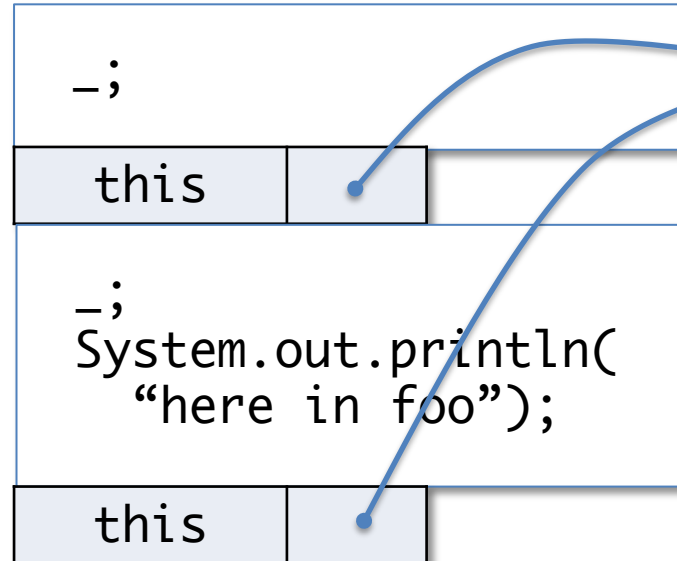 _;
this
_;
System.out.println(
“here in foo”);
this